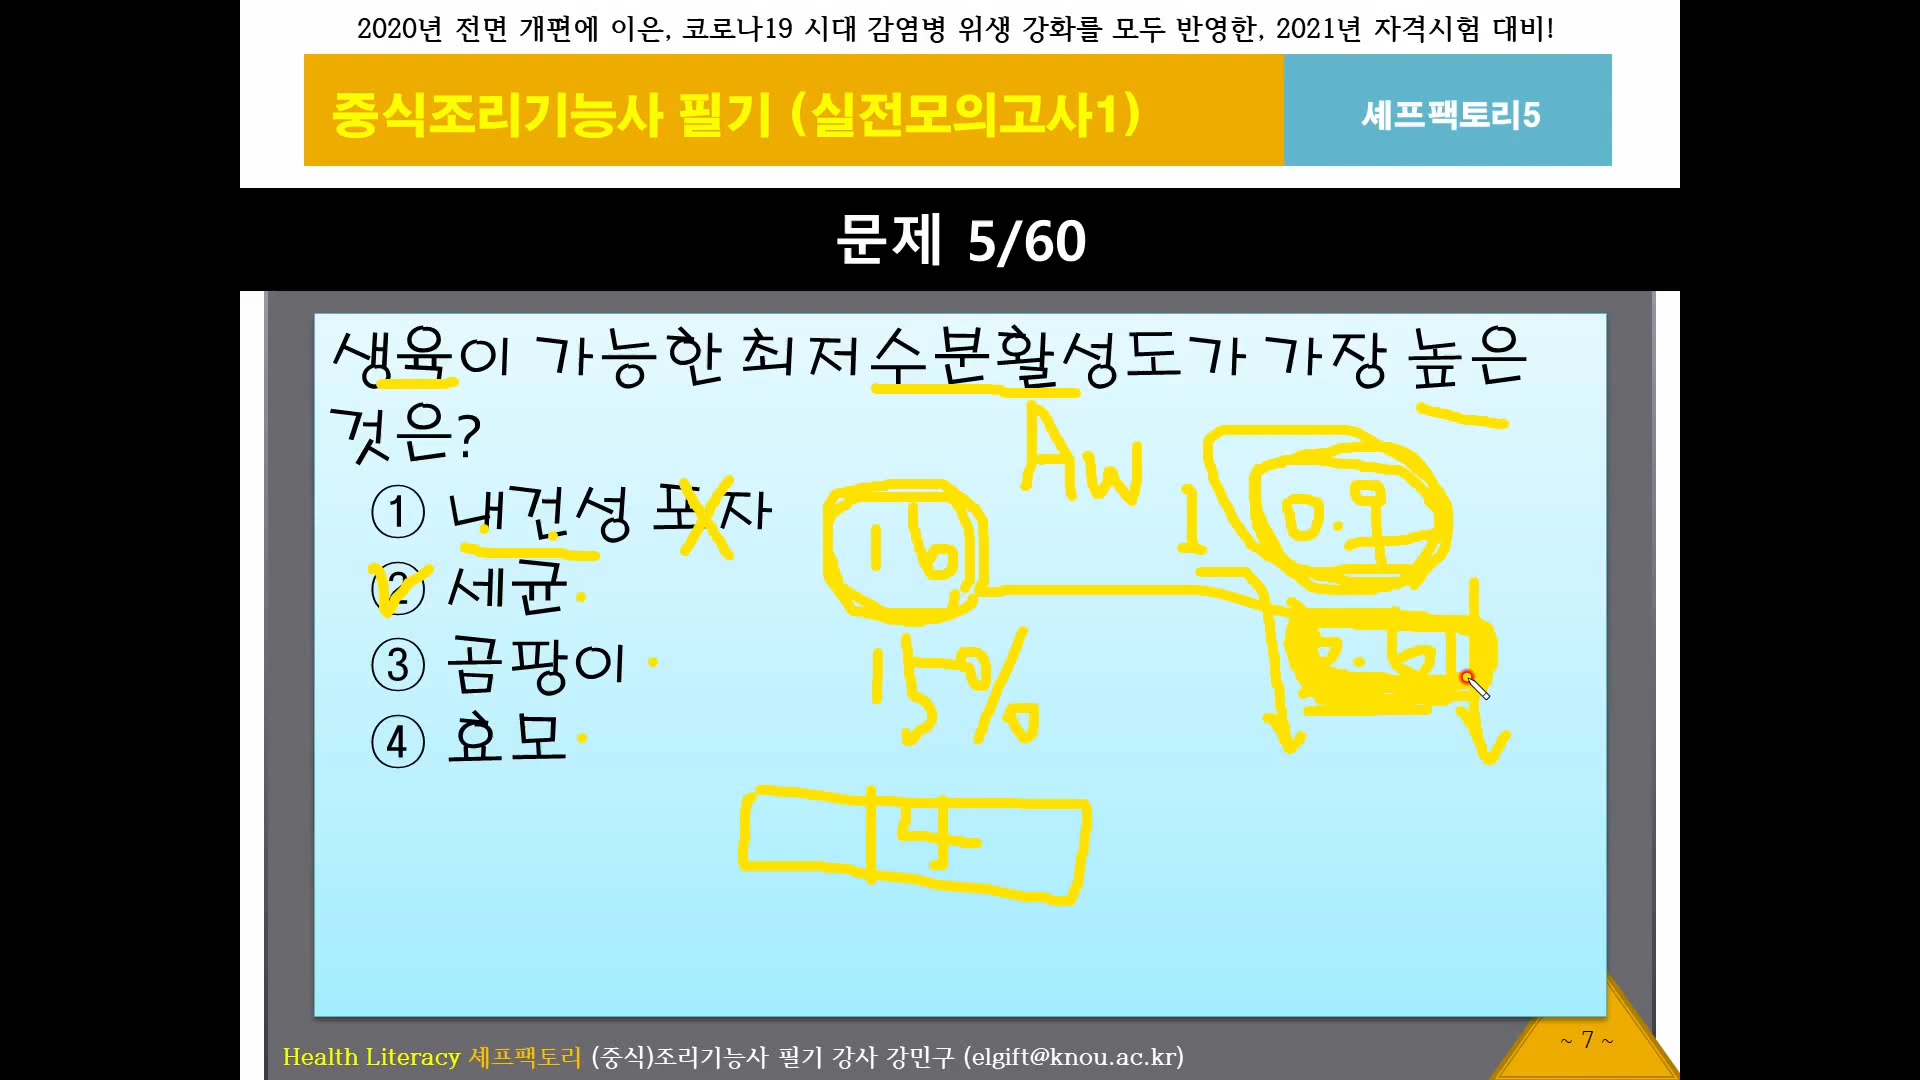 2020년 전면 개편에 이은, 코로나19 시대 감염병 위생 강화를 모두 반영한, 2021년 자격시험 대비!
중식조리기능사 필기 (실전모의고사1)
셰프팩토리5
문제 5/60
생육이 가능한 최저수분활성도가 가장 높은
것은?
Aw
① 내건성 포자
16
1
0.9
② 세균
③ 곰팡이
15%
0.61
④ 효모
4
Health Literacy 셰프팩토리 (중식)조리기능사 필기 강사 강민구 (elgift@knou.ac.kr)
~ 7 ~